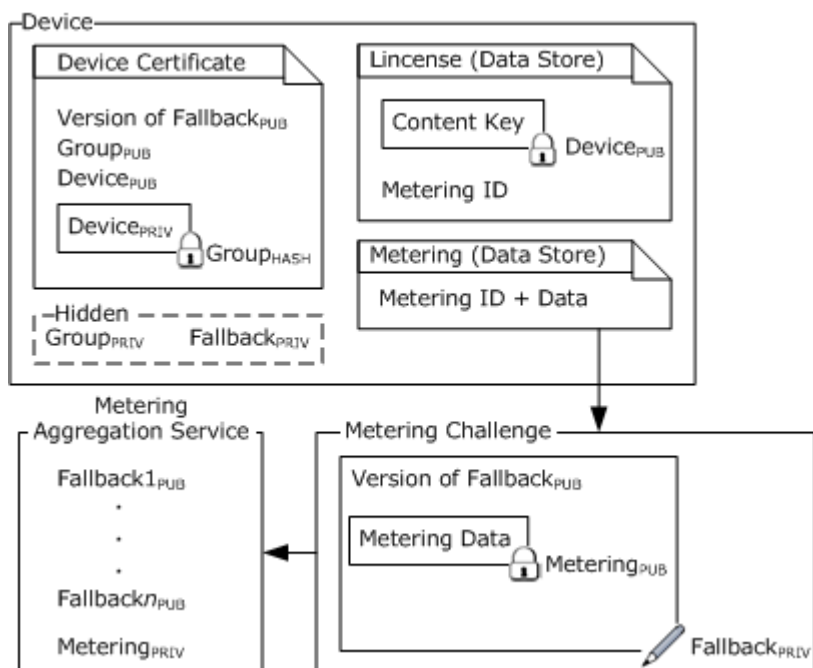 Device
Device Certificate
Version of FallbackPUB
GroupPUB
DevicePUB
DevicePRIV
GroupHASH
Hidden
GroupPRIV FallbackPRIV
Lincense (Data Store)
Content Key
DevicePUB
Metering ID
Metering (Data Store)
Metering ID + Data
Metering
Aggregation Service
Fallback1PUB
.
.
.
FallbacknPUB
MeteringPRIV
Metering Challenge
Version of FallbackPUB
Metering Data
MeteringPUB
FallbackPRIV